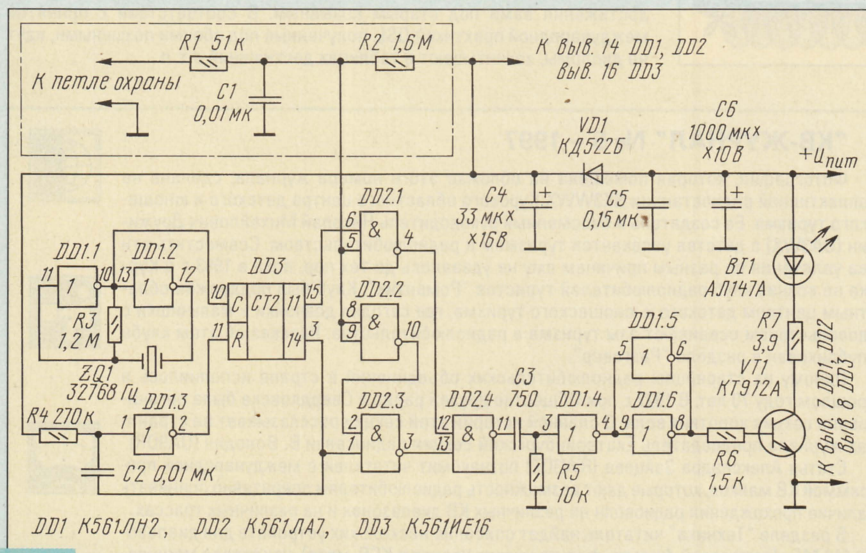 R1 51 к
R2 1,6 М
К выв. 14 DD1, DD2
выв. 16 DD3
К петле охраны
C1
0,01 мк
C6
1000 мк×
×10 В
VD1
КД522Б
+Uпит
C4
33 мк×
×16 В
C5
0,15 мк
DD2.1
6
5
&
4
DD1.1
DD1.2
11
1
10
13
1
12
DD3
10
C
СТ2
11
15
11
R
14
3
DD2.2
8
9
&
10
BI1
АЛ147А
DD1.5
5
6
R3
1,2 М
ZQ1
32768 Гц
R7
3,9
VT1
КТ972А
выв. 7 DD1, DD2
выв. 8 DD3
R4 270 к
DD1.3
1
1
2
C2 0,01 мк
DD2.3
2
1
&
3
DD2.4
12
13
&
11
C3
750
DD1.4
3
1
4
DD1.6
9
1
8
R5
10 к
R6
1,5 к
DD1 К561ЛН2, DD2 К561ЛА7, DD3 К561ИЕ16